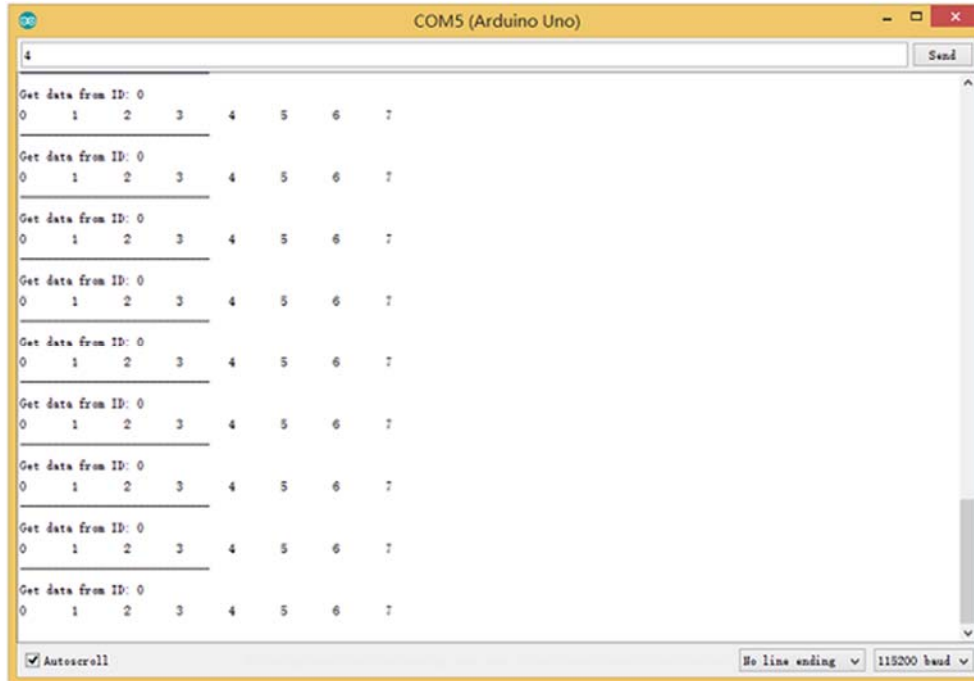 COM5 (Arduino Uno)
4
Send
Get data from ID: 0
0 1 2 3 4 5 6 7
Get data from ID: 0
0 1 2 3 4 5 6 7
Get data from ID: 0
0 1 2 3 4 5 6 7
Get data from ID: 0
0 1 2 3 4 5 6 7
Get data from ID: 0
0 1 2 3 4 5 6 7
Get data from ID: 0
0 1 2 3 4 5 6 7
Get data from ID: 0
0 1 2 3 4 5 6 7
Get data from ID: 0
0 1 2 3 4 5 6 7
Get data from ID: 0
0 1 2 3 4 5 6 7
Autoscroll
No line ending
115200 baud